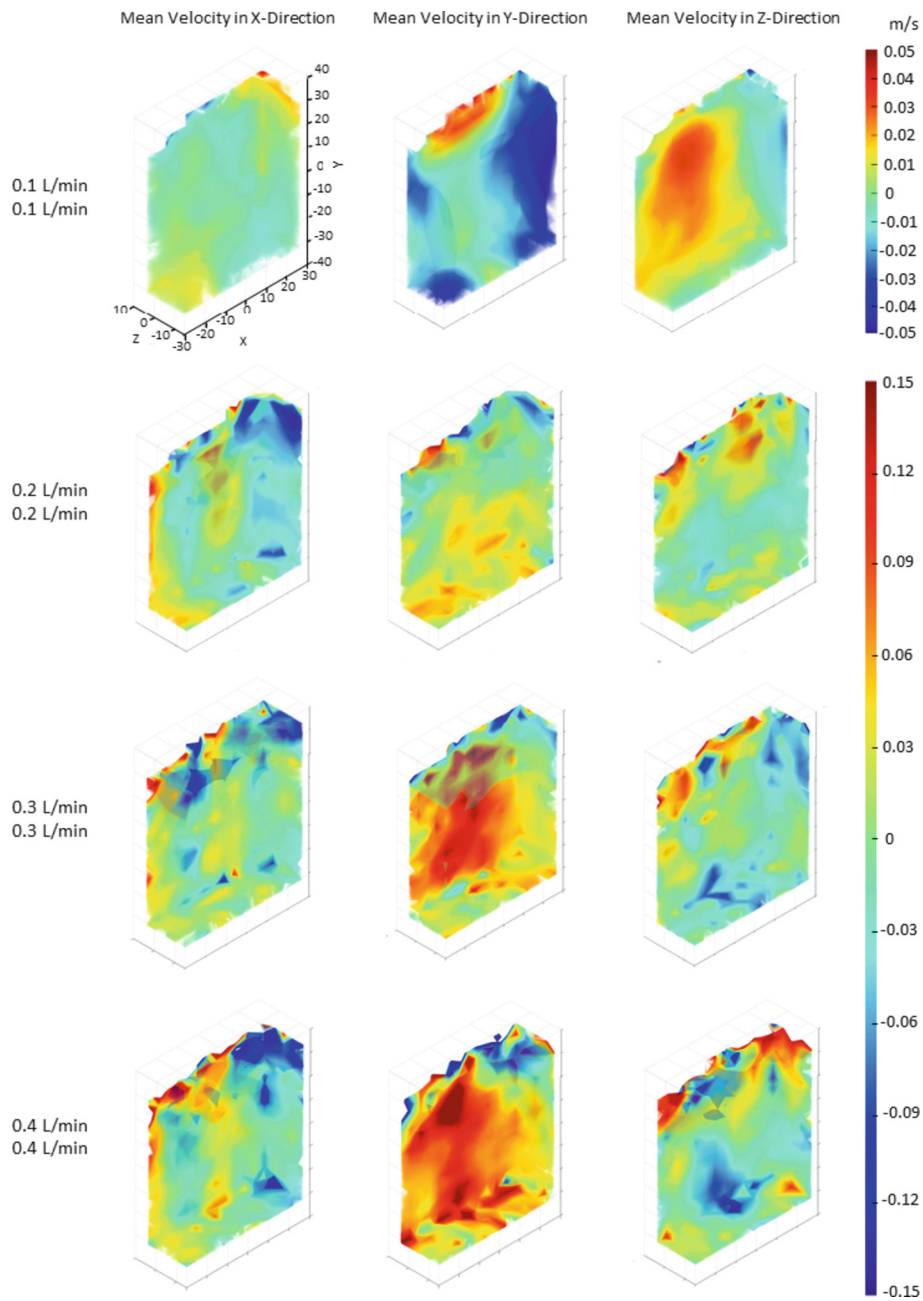 Mean Velocity in X-Direction
Mean Velocity in Y-Direction
Mean Velocity in Z-Direction
m/s
0.05
0.04
0.03
0.02
0.01
0
-0.01
-0.02
-0.03
-0.04
-0.05
0.1 L/min
0.1 L/min
40
30
20
10
0
-10
-20
-30
-40
Y
30
20
10
0
-10
-20
-30
X
10
0
-10
Z
0.2 L/min
0.2 L/min
0.3 L/min
0.3 L/min
0.4 L/min
0.4 L/min
0.15
0.12
0.09
0.06
0.03
0
-0.03
-0.06
-0.09
-0.12
-0.15